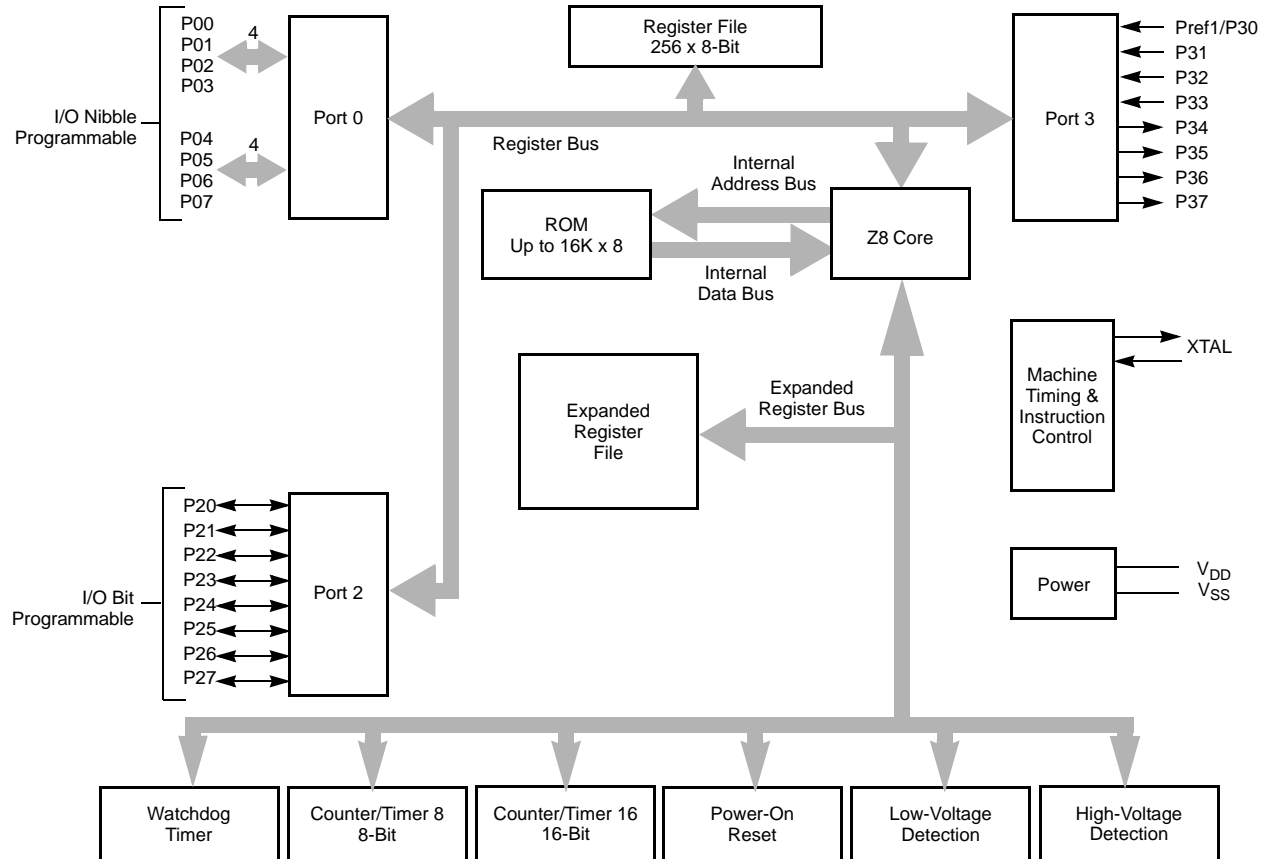 P00
P01
P02
P03
4
I/O Nibble
Programmable
P04
P05
P06
P07
4
Port 0
Register File
256 x 8-Bit
Register Bus
Port 3
Pref1/P30
P31
P32
P33
P34
P35
P36
P37
Internal
Address Bus
ROM
Up to 16K x 8
Z8 Core
Internal
Data Bus
Machine
Timing &
Instruction
Control
XTAL
Expanded
Register
File
Expanded
Register Bus
I/O Bit
Programmable
P20
P21
P22
P23
P24
P25
P26
P27
Port 2
Power
VDD
VSS
Watchdog
Timer
Counter/Timer 8
8-Bit
Counter/Timer 16
16-Bit
Power-On
Reset
Low-Voltage
Detection
High-Voltage
Detection